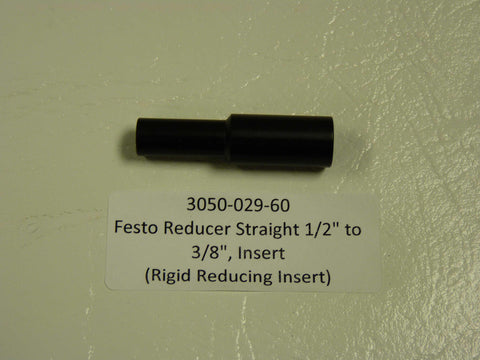 3050-029-60
Festo Reducer Straight 1/2" to
3/8", Insert
(Rigid Reducing Insert)